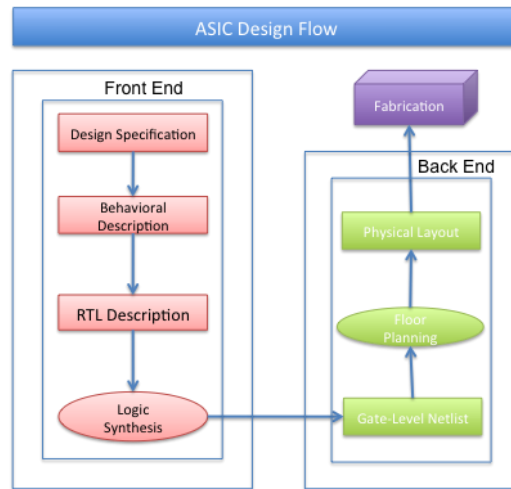 ASIC Design Flow
Front End
Design Specification
Behavioral
Description
RTL Description
Logic
Synthesis
Fabrication
Back End
Physical Layout
Floor
Planning
Gate-Level Netlist